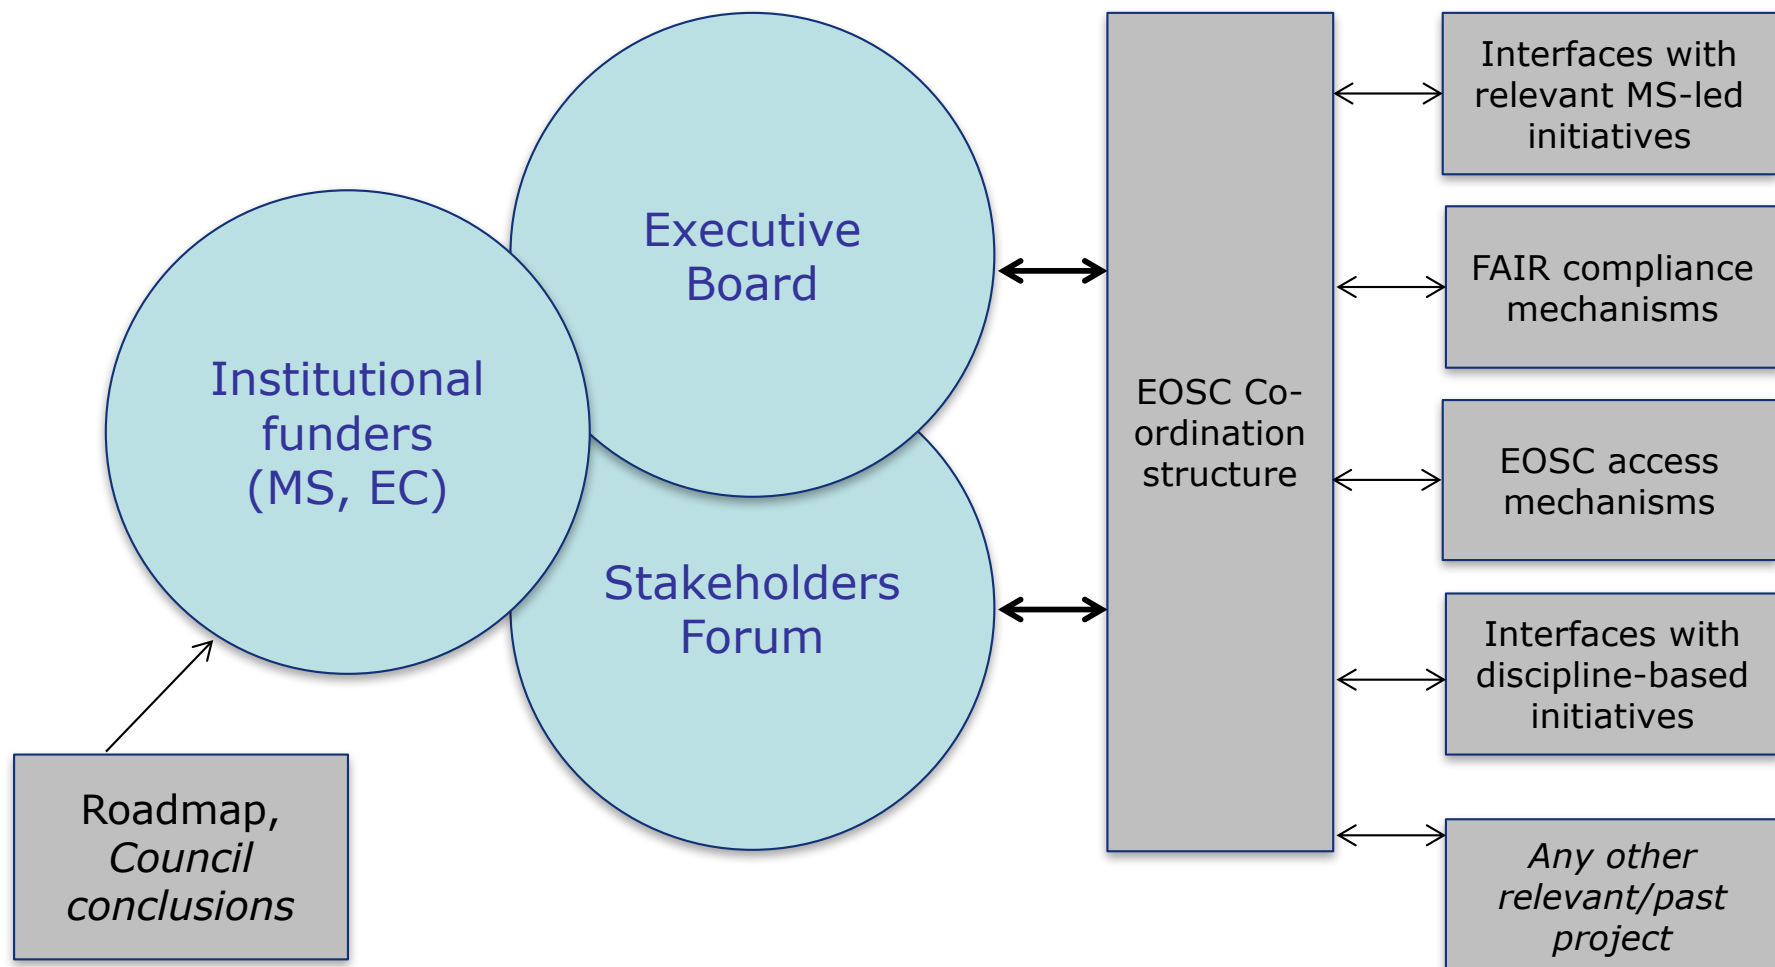 Executive
Board
Institutional
funders
(MS, EC)
Stakeholders
Forum
Roadmap,
Council
conclusions
EOSC Co-
ordination
structure
Interfaces with
relevant MS-led
initiatives
FAIR compliance
mechanisms
EOSC access
mechanisms
Interfaces with
discipline-based
initiatives
Any other
relevant/past
project